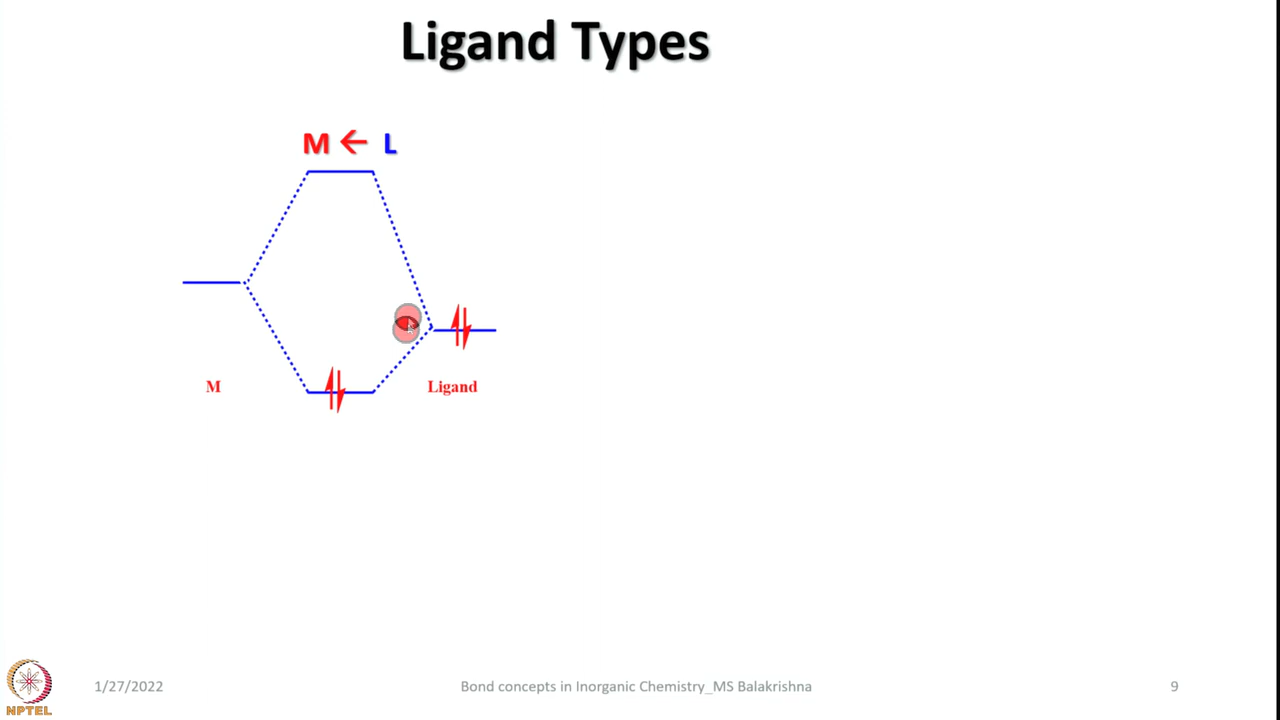 Ligand Types
M ← L
M
Ligand
NPTEL
1/27/2022
Bond concepts in Inorganic Chemistry_MS Balakrishna
9